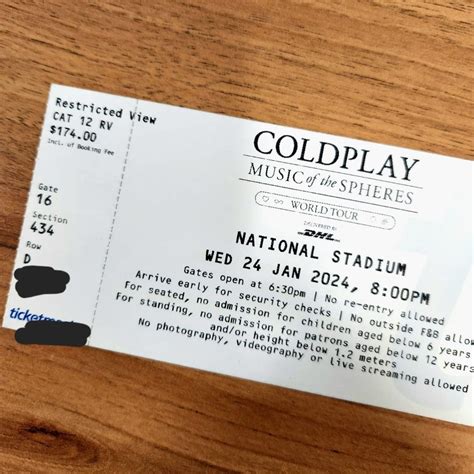 Restricted View
CAT 12 RV
$174.00
Incl. of Booking Fee
Gate
16
Section
434
Row
D
COLDPLAY
MUSIC of the SPHERES
WORLD TOUR
DELIVERED BY
DHL
NATIONAL STADIUM
WED 24 JAN 2024, 8:00PM
Gates open at 6:30pm | No re-entry allowed
Arrive early for security checks | No outside F&B allow
For seated, no admission for children aged below 6 years
For standing, no admission for patrons aged below 12 years
and/or height below 1.2 meters
No photography, videography or live streaming allowed